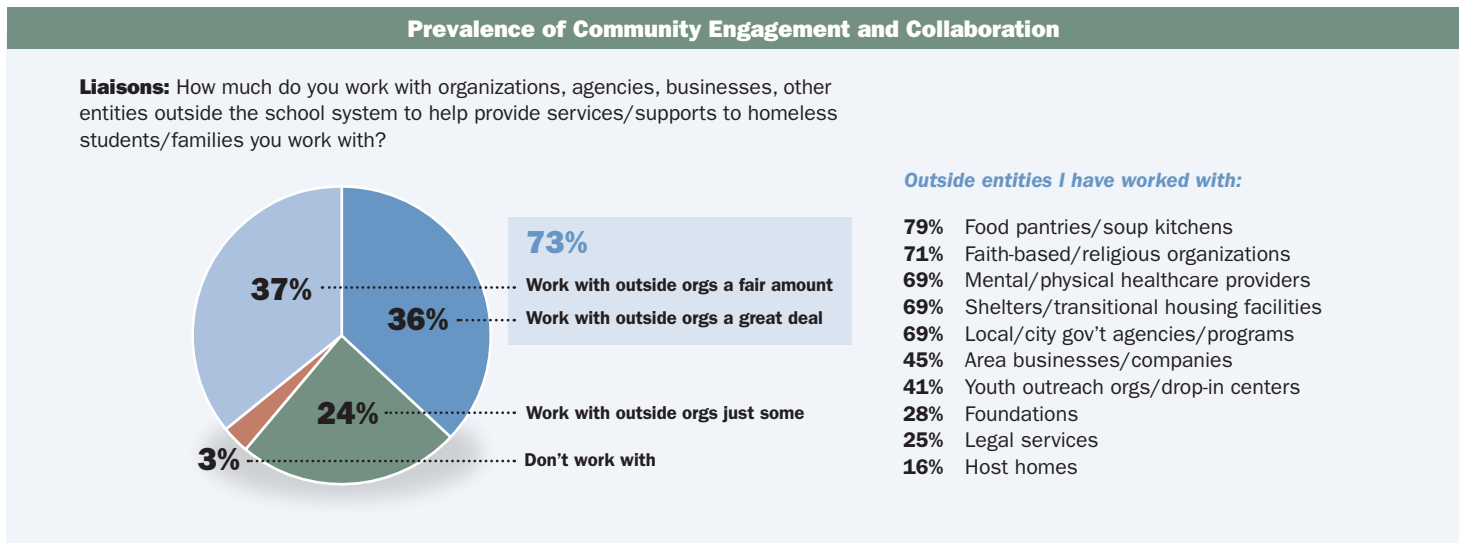 Prevalence of Community Engagement and Collaboration
Liaisons: How much do you work with organizations, agencies, businesses, other
entities outside the school system to help provide services/supports to homeless
students/families you work with?
73%
37% Work with outside orgs a fair amount
36% Work with outside orgs a great deal
24% Work with outside orgs just some
3% Don’t work with
Outside entities I have worked with:
79% Food pantries/soup kitchens
71% Faith-based/religious organizations
69% Mental/physical healthcare providers
69% Shelters/transitional housing facilities
69% Local/city gov’t agencies/programs
45% Area businesses/companies
41% Youth outreach orgs/drop-in centers
28% Foundations
25% Legal services
16% Host homes